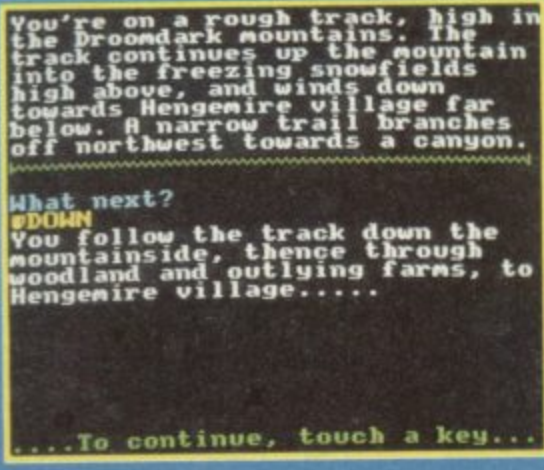 You're on a rough track, high in
the Droomdark mountains. The
track continues up the mountain
into the freezing snowfields
high above, and winds down
towards Hengemire village far
below. A narrow trail branches
off northwest towards a canyon.
What next?
@DOWN
You follow the track down the
mountainside, thence through
woodland and outlying farms, to
Hengemire village.....
....To continue, touch a key...